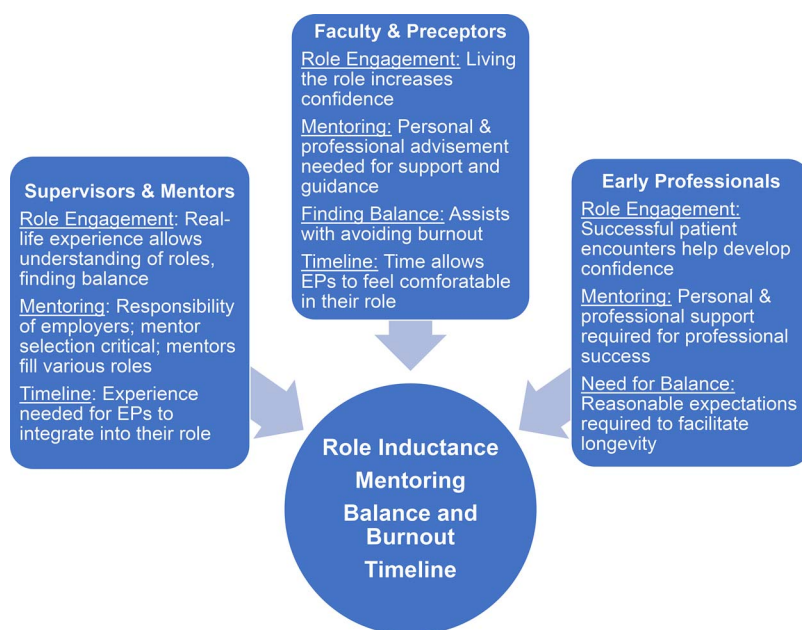 Faculty & Preceptors
Role Engagement: Living
the role increases
confidence
Mentoring: Personal &
professional advisement
needed for support and
guidance
Finding Balance: Assists
with avoiding burnout
Timeline: Time allows
EPs to feel comfortable
in their role
Supervisors & Mentors
Role Engagement: Real-
life experience allows
understanding of roles,
finding balance
Mentoring: Responsibility
of employers; mentor
selection critical; mentors
fill various roles
Timeline: Experience
needed for EPs to
integrate into their role
Early Professionals
Role Engagement:
Successful patient
encounters help develop
confidence
Mentoring: Personal &
professional support
required for professional
success
Need for Balance:
Reasonable expectations
required to facilitate
longevity
Role Inductance
Mentoring
Balance and
Burnout
Timeline